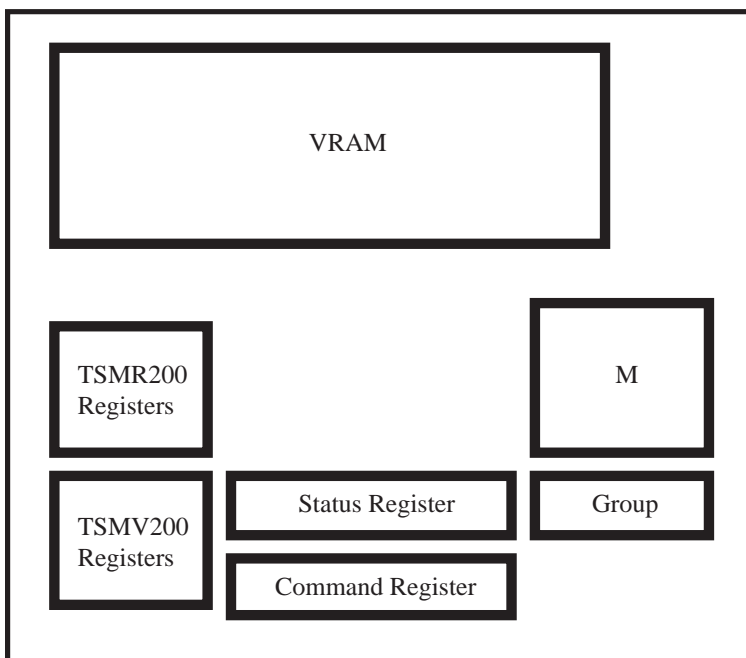 VRAM
TSMR200
Registers
M
TSMV200
Registers
Status Register
Group
Command Register